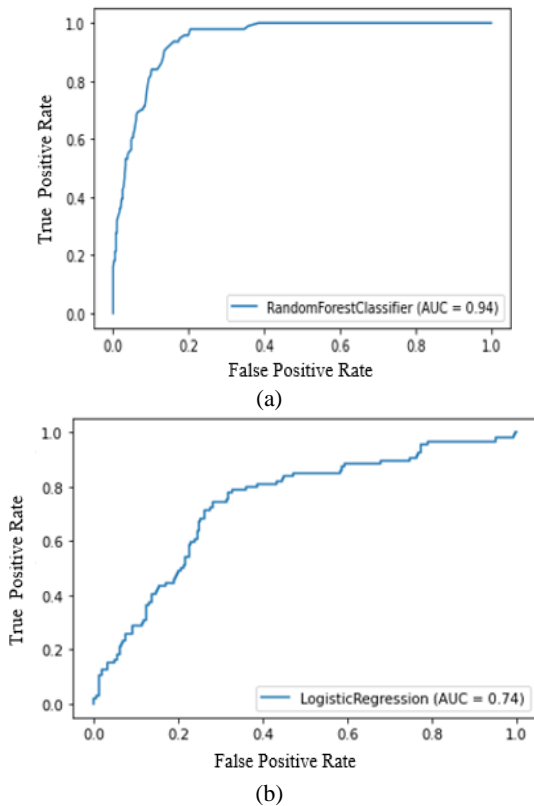 1.0
0.8
0.6
0.4
0.2
0.0
True Positive Rate
RandomForestClassifier (AUC = 0.94)
0.0 0.2 0.4 0.6 0.8 1.0
False Positive Rate
(a)
1.0
0.8
0.6
0.4
0.2
0.0
True Positive Rate
LogisticRegression (AUC = 0.74)
0.0 0.2 0.4 0.6 0.8 1.0
False Positive Rate
(b)